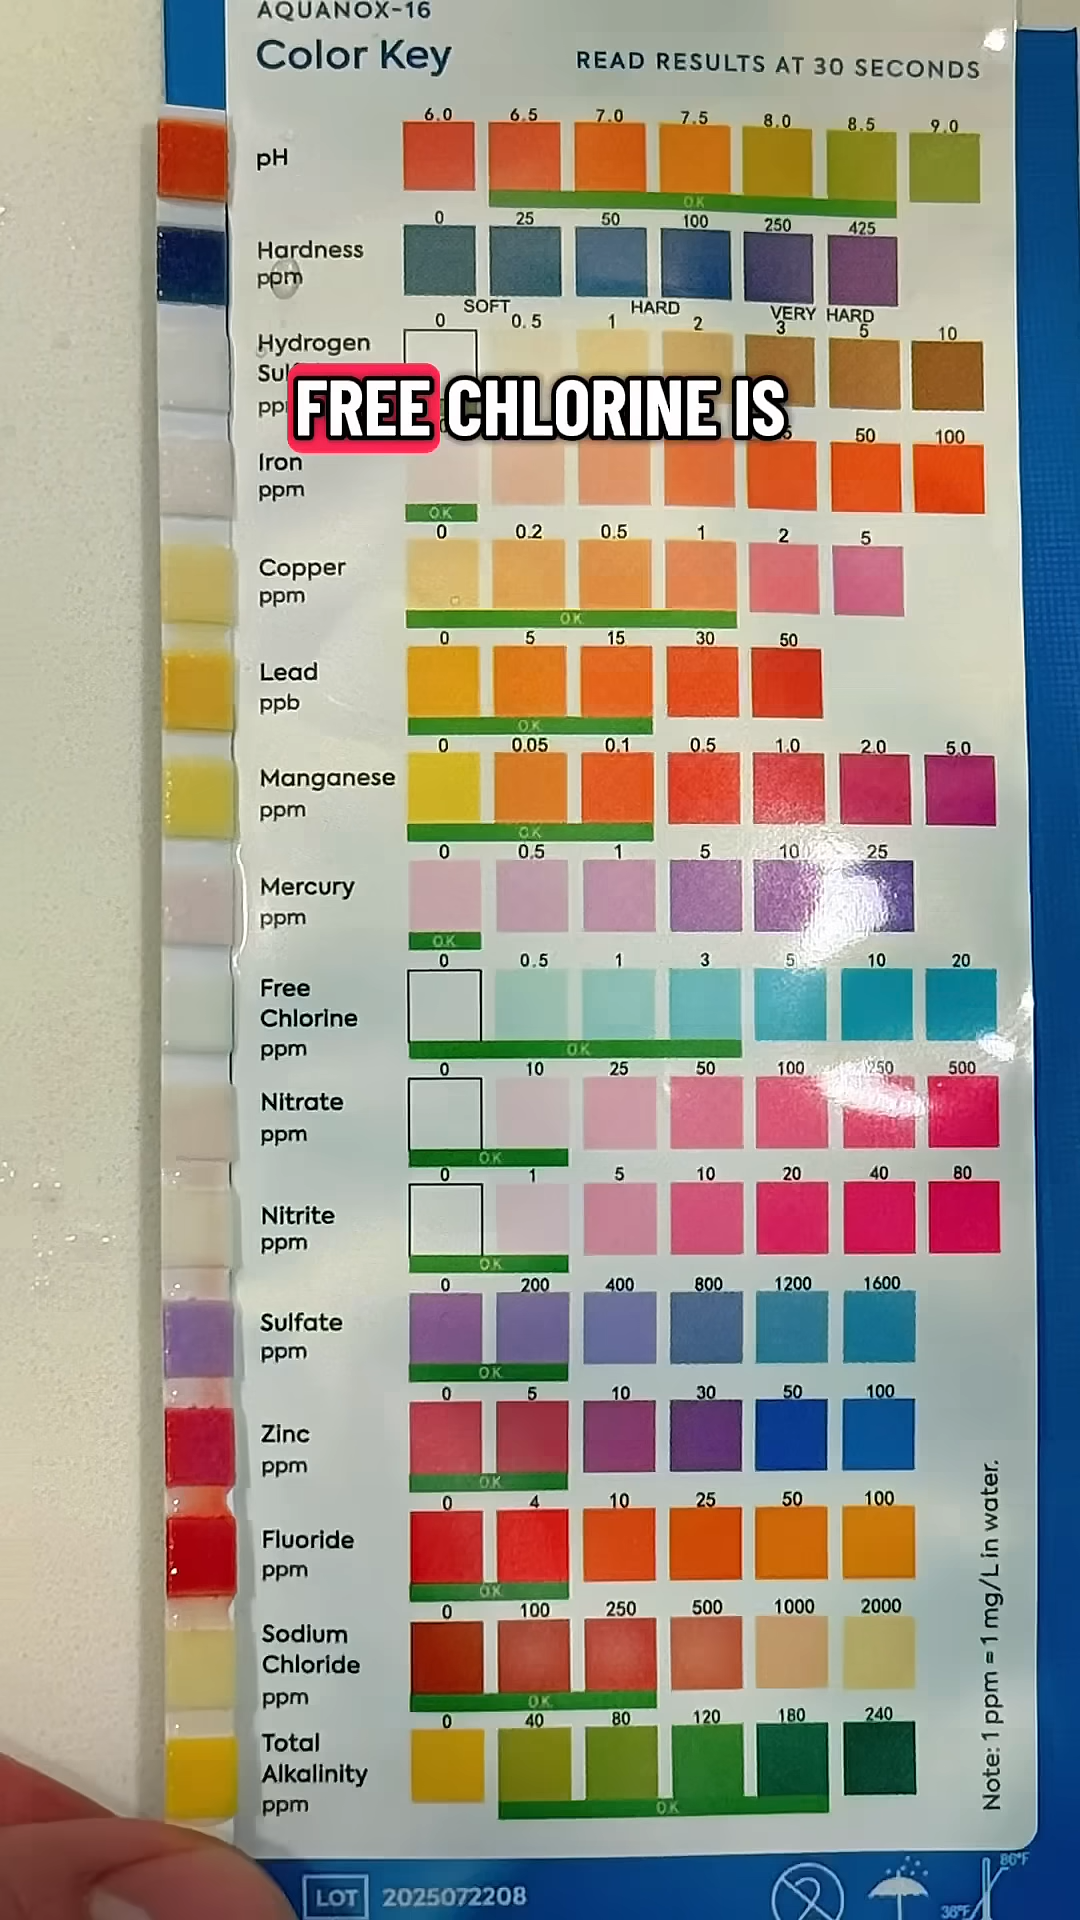 AQUANOX-16
Color Key
READ RESULTS AT 30 SECONDS
6.0 6.5 7.0 7.5 8.0 8.5 9.0
pH
OK
0 25 50 100 250 425
Hardness
ppm
SOFT HARD VERY HARD
0 0.5 1 2 3 5 10
Hydrogen
FREE CHLORINE IS
50 100
Iron
ppm
OK
0 0.2 0.5 1 2 5
Copper
ppm
OK
0 5 15 30 50
Lead
ppb
OK
0 0.05 0.1 0.5 1.0 2.0 5.0
Manganese
ppm
OK
0 0.5 1 5 10 25
Mercury
ppm
OK
0 0.5 1 3 5 10 20
Free
Chlorine
ppm
OK
0 10 25 50 100 250 500
Nitrate
ppm
OK
0 1 5 10 20 40 80
Nitrite
ppm
OK
0 200 400 800 1200 1600
Sulfate
ppm
OK
0 5 10 30 50 100
Zinc
ppm
OK
0 4 10 25 50 100
Fluoride
ppm
OK
0 100 250 500 1000 2000
Sodium
Chloride
ppm
OK
0 40 80 120 180 240
Total
Alkalinity
ppm
OK
Note: 1 ppm = 1 mg/L in water.
LOT 2025072208
2
86°F
36°F